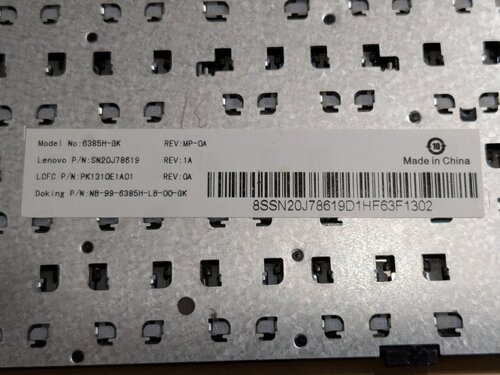 Model No:6385H-GK REV:MP-0A
Lenovo P/N:SN20J78619 REV:1A
LCFC P/N:PK1310E1A01 REV:0A
Doking P/N:NB-99-6385H-LB-00-GK
10
Made in China
8SSN20J78619D1HF63F1302